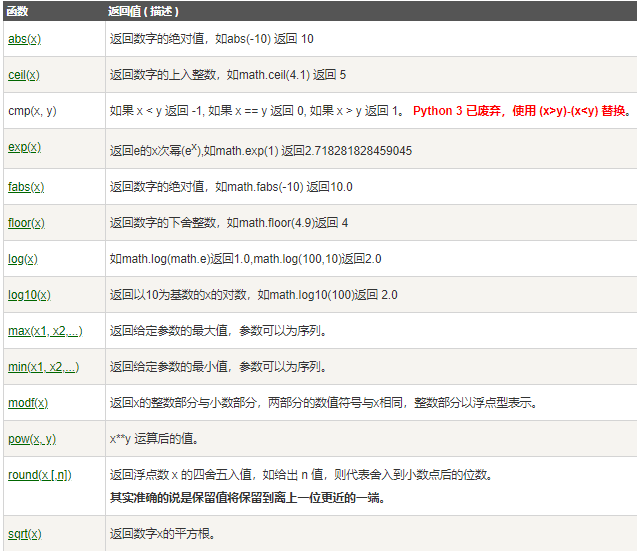 函数 返回值 ( 描述 )
abs(x) 返回数字的绝对值，如abs(-10) 返回 10
ceil(x) 返回数字的上入整数，如math.ceil(4.1) 返回 5
cmp(x, y) 如果 x < y 返回 -1, 如果 x == y 返回 0, 如果 x > y 返回 1。 Python 3 已废弃，使用 (x>y)-(x<y) 替换。
exp(x) 返回e的x次幂(eˣ),如math.exp(1) 返回2.718281828459045
fabs(x) 返回数字的绝对值，如math.fabs(-10) 返回10.0
floor(x) 返回数字的下舍整数，如math.floor(4.9)返回 4
log(x) 如math.log(math.e)返回1.0,math.log(100,10)返回2.0
log10(x) 返回以10为基数的x的对数，如math.log10(100)返回 2.0
max(x1, x2,...) 返回给定参数的最大值，参数可以为序列。
min(x1, x2,...) 返回给定参数的最小值，参数可以为序列。
modf(x) 返回x的整数部分与小数部分，两部分的数值符号与x相同，整数部分以浮点型表示。
pow(x, y) x**y 运算后的值。
round(x [,n]) 返回浮点数 x 的四舍五入值，如给出 n 值，则代表舍入到小数点后的位数。
其实准确的说是保留值将保留到离上一位更近的一端。
sqrt(x) 返回数字x的平方根。